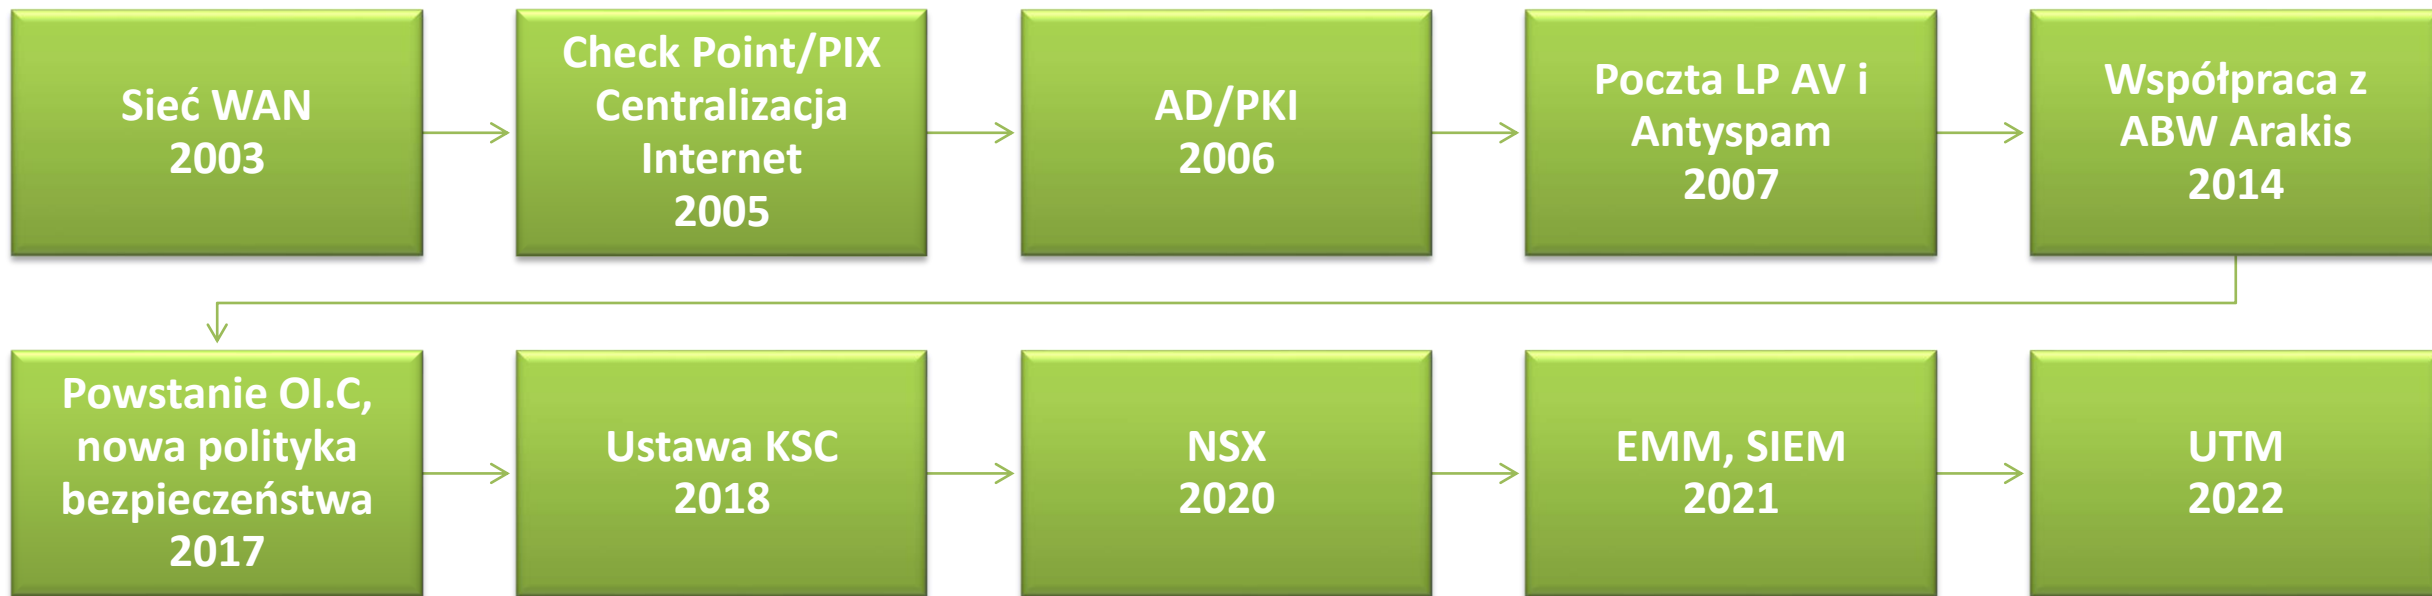 Sieć WAN
2003
Check Point/PIX
Centralizacja
Internet
2005
AD/PKI
2006
Poczta LP AV i
Antyspam
2007
Współpraca z
ABW Arakis
2014
Powstanie OI.C,
nowa polityka
bezpieczeństwa
2017
Ustawa KSC
2018
NSX
2020
EMM, SIEM
2021
UTM
2022